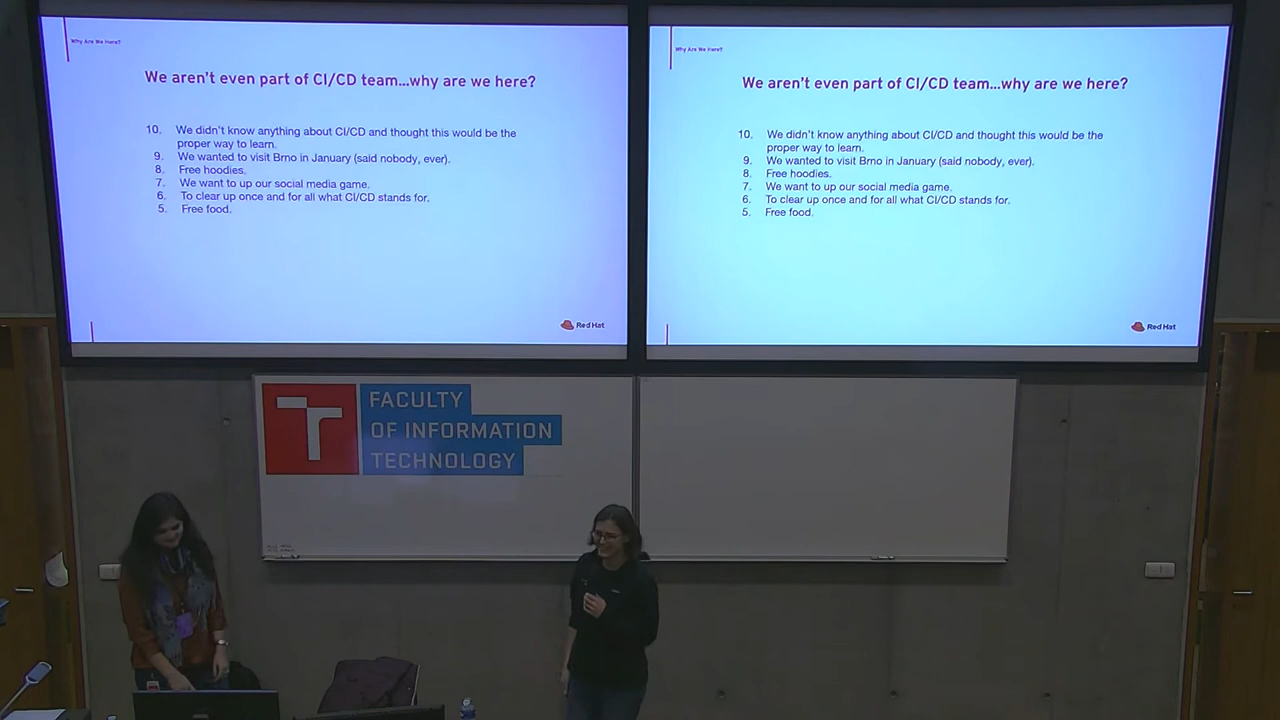 Why Are We Here?
We aren't even part of CI/CD team...why are we here?
10. We didn't know anything about CI/CD and thought this would be the
proper way to learn.
9. We wanted to visit Brno in January (said nobody, ever).
8. Free hoodies.
7. We want to up our social media game.
6. To clear up once and for all what CI/CD stands for.
5. Free food.
Red Hat
Why Are We Here?
We aren't even part of CI/CD team...why are we here?
10. We didn't know anything about CI/CD and thought this would be the
proper way to learn.
9. We wanted to visit Brno in January (said nobody, ever).
8. Free hoodies.
7. We want to up our social media game.
6. To clear up once and for all what CI/CD stands for.
5. Free food.
Red Hat
T
FACULTY
OF INFORMATION
TECHNOLOGY